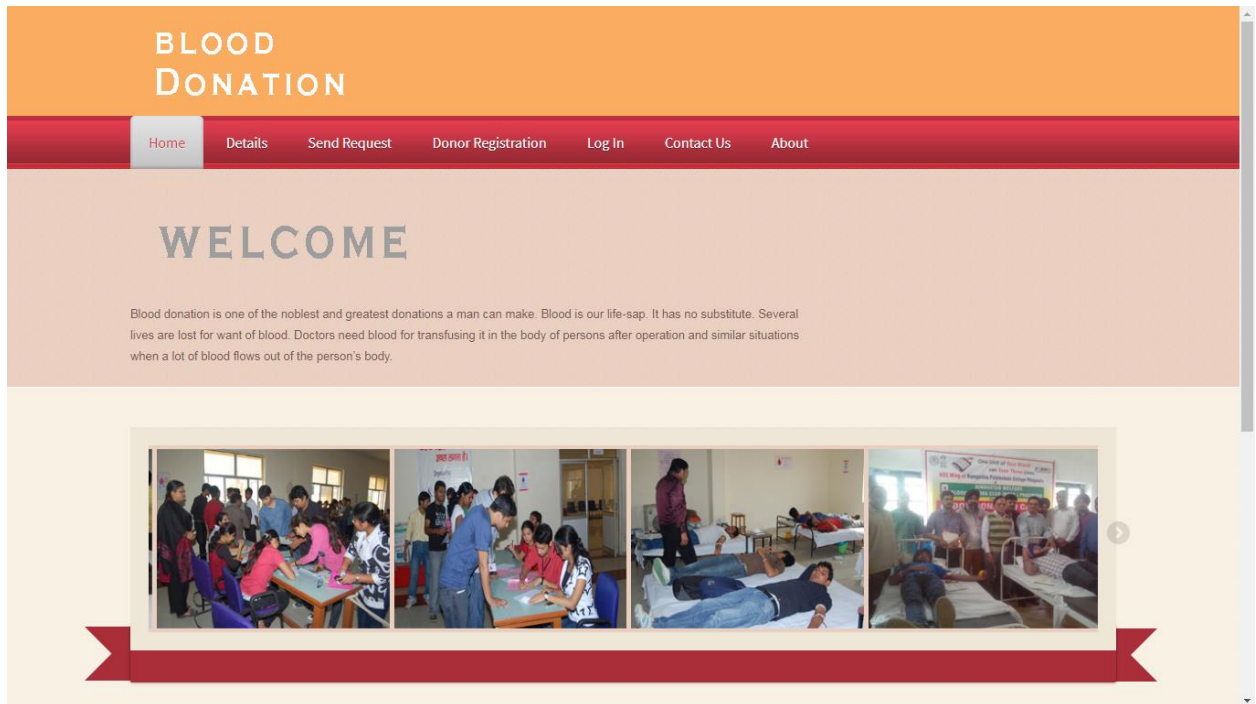 BLOOD
DONATION
Home Details Send Request Donor Registration Log In Contact Us About
WELCOME
Blood donation is one of the noblest and greatest donations a man can make. Blood is our life-sap. It has no substitute. Several
lives are lost for want of blood. Doctors need blood for transfusing it in the body of persons after operation and similar situations
when a lot of blood flows out of the person's body.